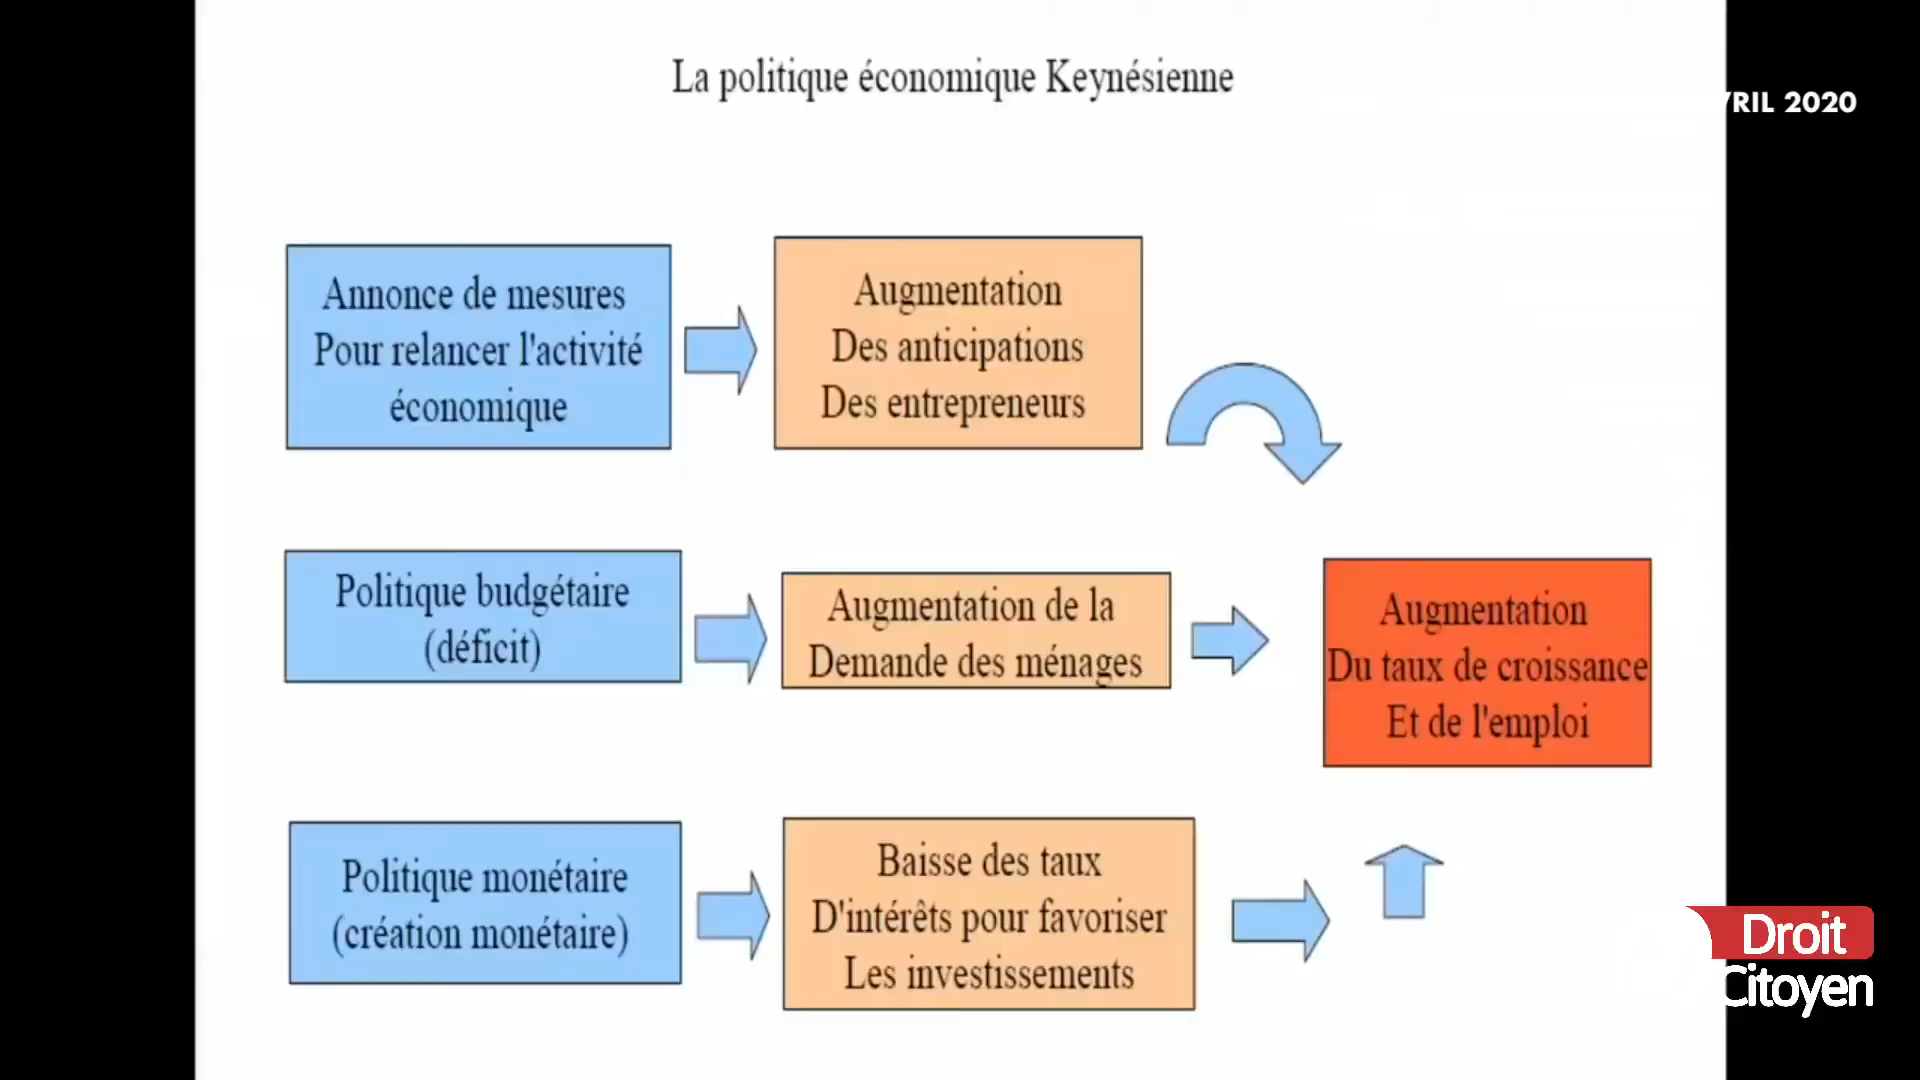 La politique économique Keynésienne
RIL 2020
Annonce de mesures
Pour relancer l'activité
économique
Augmentation
Des anticipations
Des entrepreneurs
Politique budgétaire
(déficit)
Augmentation de la
Demande des ménages
Augmentation
Du taux de croissance
Et de l'emploi
Politique monétaire
(création monétaire)
Baisse des taux
D'intérêts pour favoriser
Les investissements
Droit
Citoyen